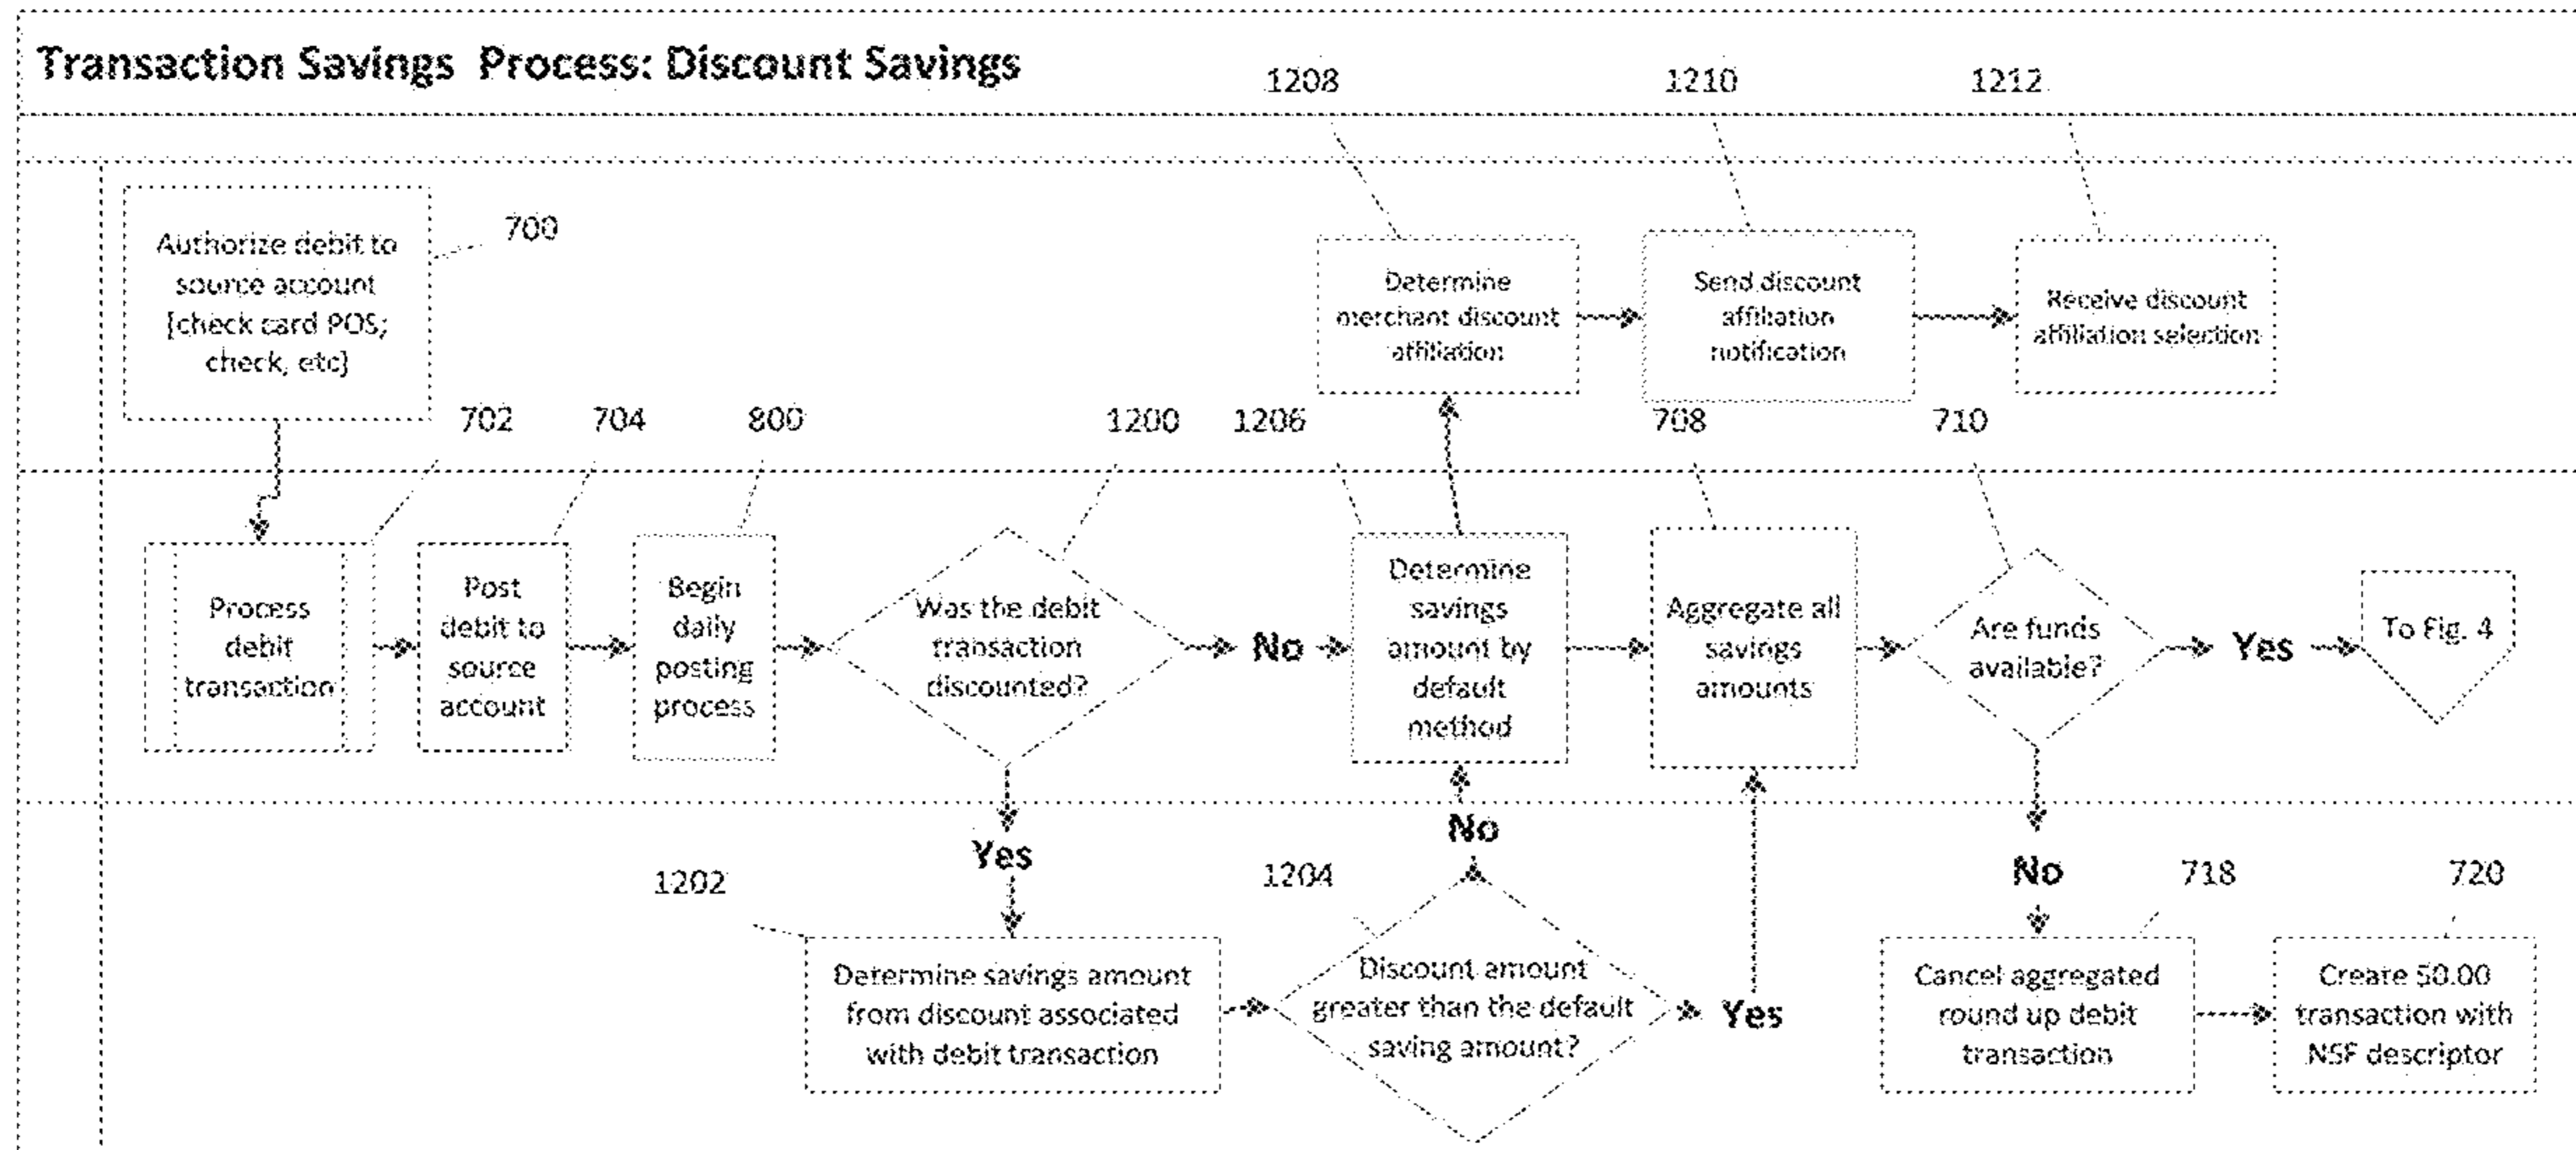 Transaction Savings Process: Discount Savings
1208
1210
1212
Authorize debit to
source account
[check card POS;
check, etc]
700
Determine
merchant discount
affiliation
Send discount
affiliation
notification
Receive discount
affiliation selection
702
704
800
1200
1206
708
710
Process
debit
transaction
Post
debit to
source
account
Begin
daily
posting
process
Was the debit
transaction
discounted?
No
Determine
savings
amount by
default
method
Aggregate all
savings
amounts
Are funds
available?
Yes
To Fig. 4
Yes
No
No
1202
1204
718
720
Determine savings amount
from discount associated
with debit transaction
Discount amount
greater than the default
saving amount?
Yes
Cancel aggregated
round up debit
transaction
Create $0.00
transaction with
NSF descriptor